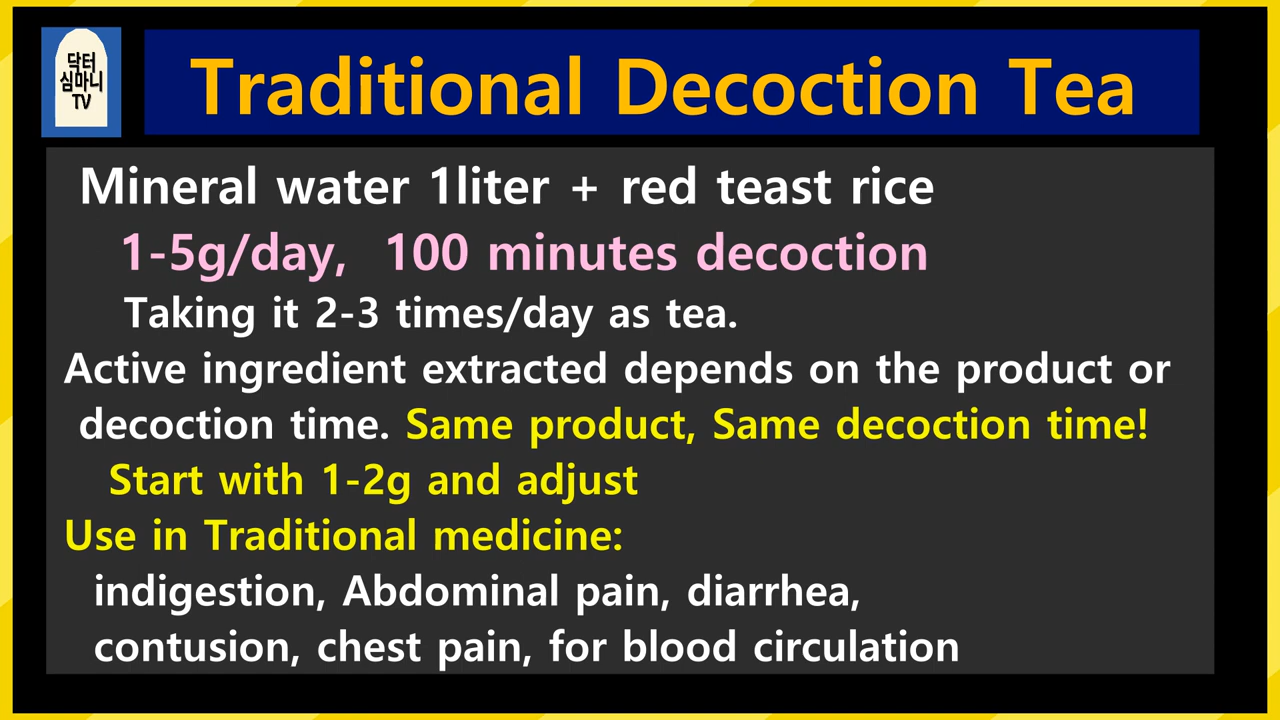 닥터
심마니
TV
Traditional Decoction Tea
Mineral water 1liter + red teast rice
1-5g/day, 100 minutes decoction
Taking it 2-3 times/day as tea.
Active ingredient extracted depends on the product or
decoction time. Same product, Same decoction time!
Start with 1-2g and adjust
Use in Traditional medicine:
indigestion, Abdominal pain, diarrhea,
contusion, chest pain, for blood circulation